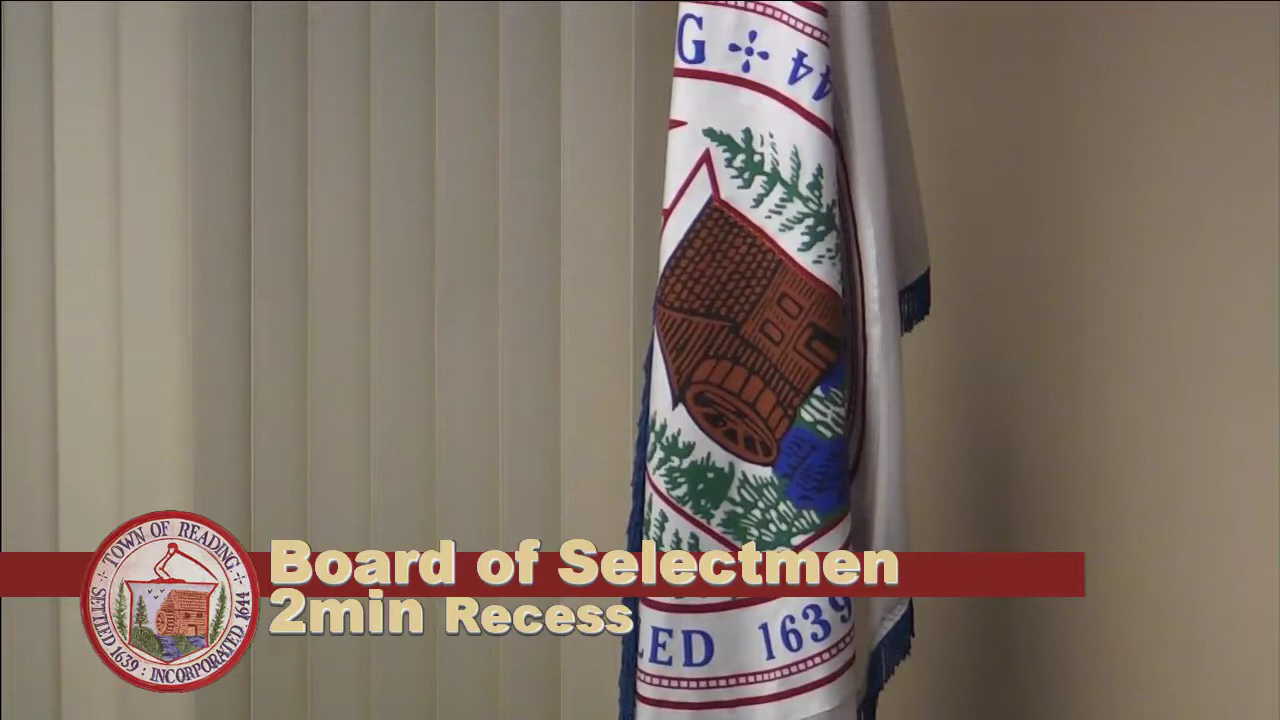 G 44
TOWN OF READING
SETTLED 1639 : INCORPORATED 1644
Board of Selectmen
2min Recess
LED 1639